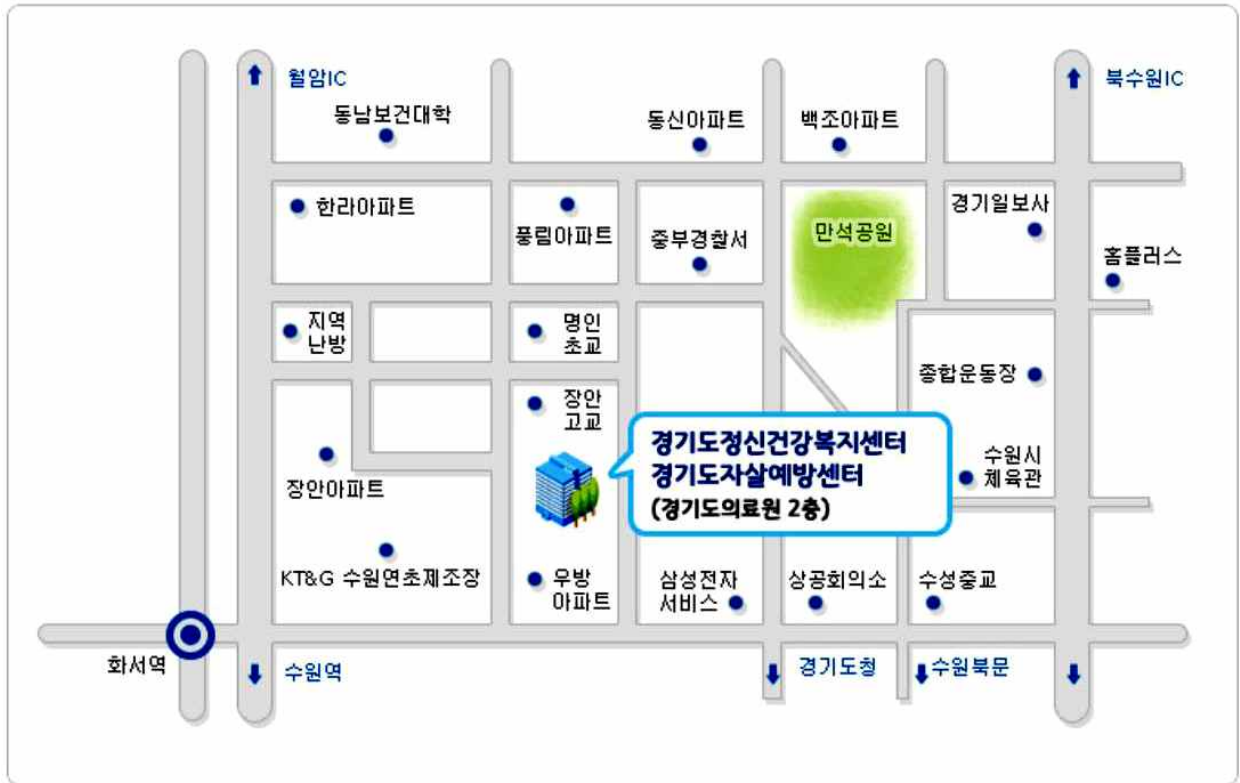 월암IC
북수원IC
동남보건대학
동신아파트
백조아파트
한라아파트
풍림아파트
중부경찰서
만석공원
경기일보사
홈플러스
지역
난방
명인
초교
종합운동장
장안
고교
경기도정신건강복지센터
경기도자살예방센터
(경기도의료원 2층)
수원시
체육관
장안아파트
KT&G 수원연초제조장
우방
아파트
삼성전자
서비스
상공회의소
수성중교
화서역
수원역
경기도청
수원북문